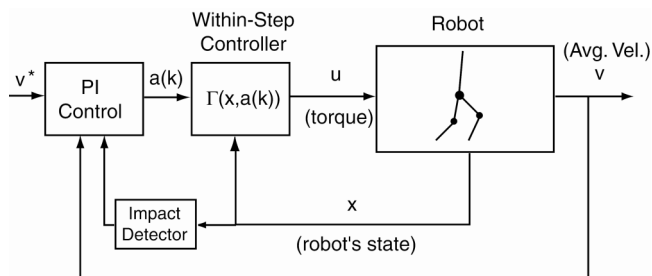 Within-Step
Controller
Robot
v*
PI
Control
a(k)
Γ(x,a(k))
u
(torque)
(Avg. Vel.)
v
Impact
Detector
x
(robot's state)